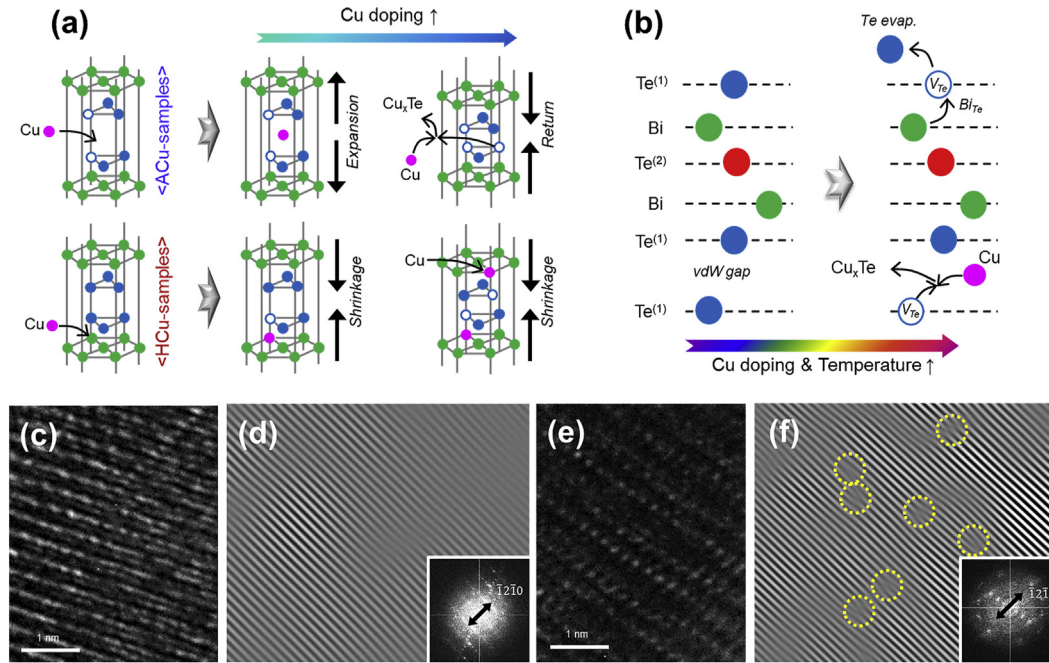 (a)
Cu doping ↑
<ACu-samples>
Cu
Expansion
CuxTe
Cu
Return
<HCu-samples>
Cu
Shrinkage
Cu
Shrinkage
(b)
Te evap.
Te(1)
VTe
BiTe
Bi
Te(2)
Bi
Te(1)
vdW gap
CuxTe
Cu
Te(1)
VTe
Cu doping & Temperature ↑
(c)
1 nm
(d)
1̄21̄0
(e)
1 nm
(f)
1̄21̄